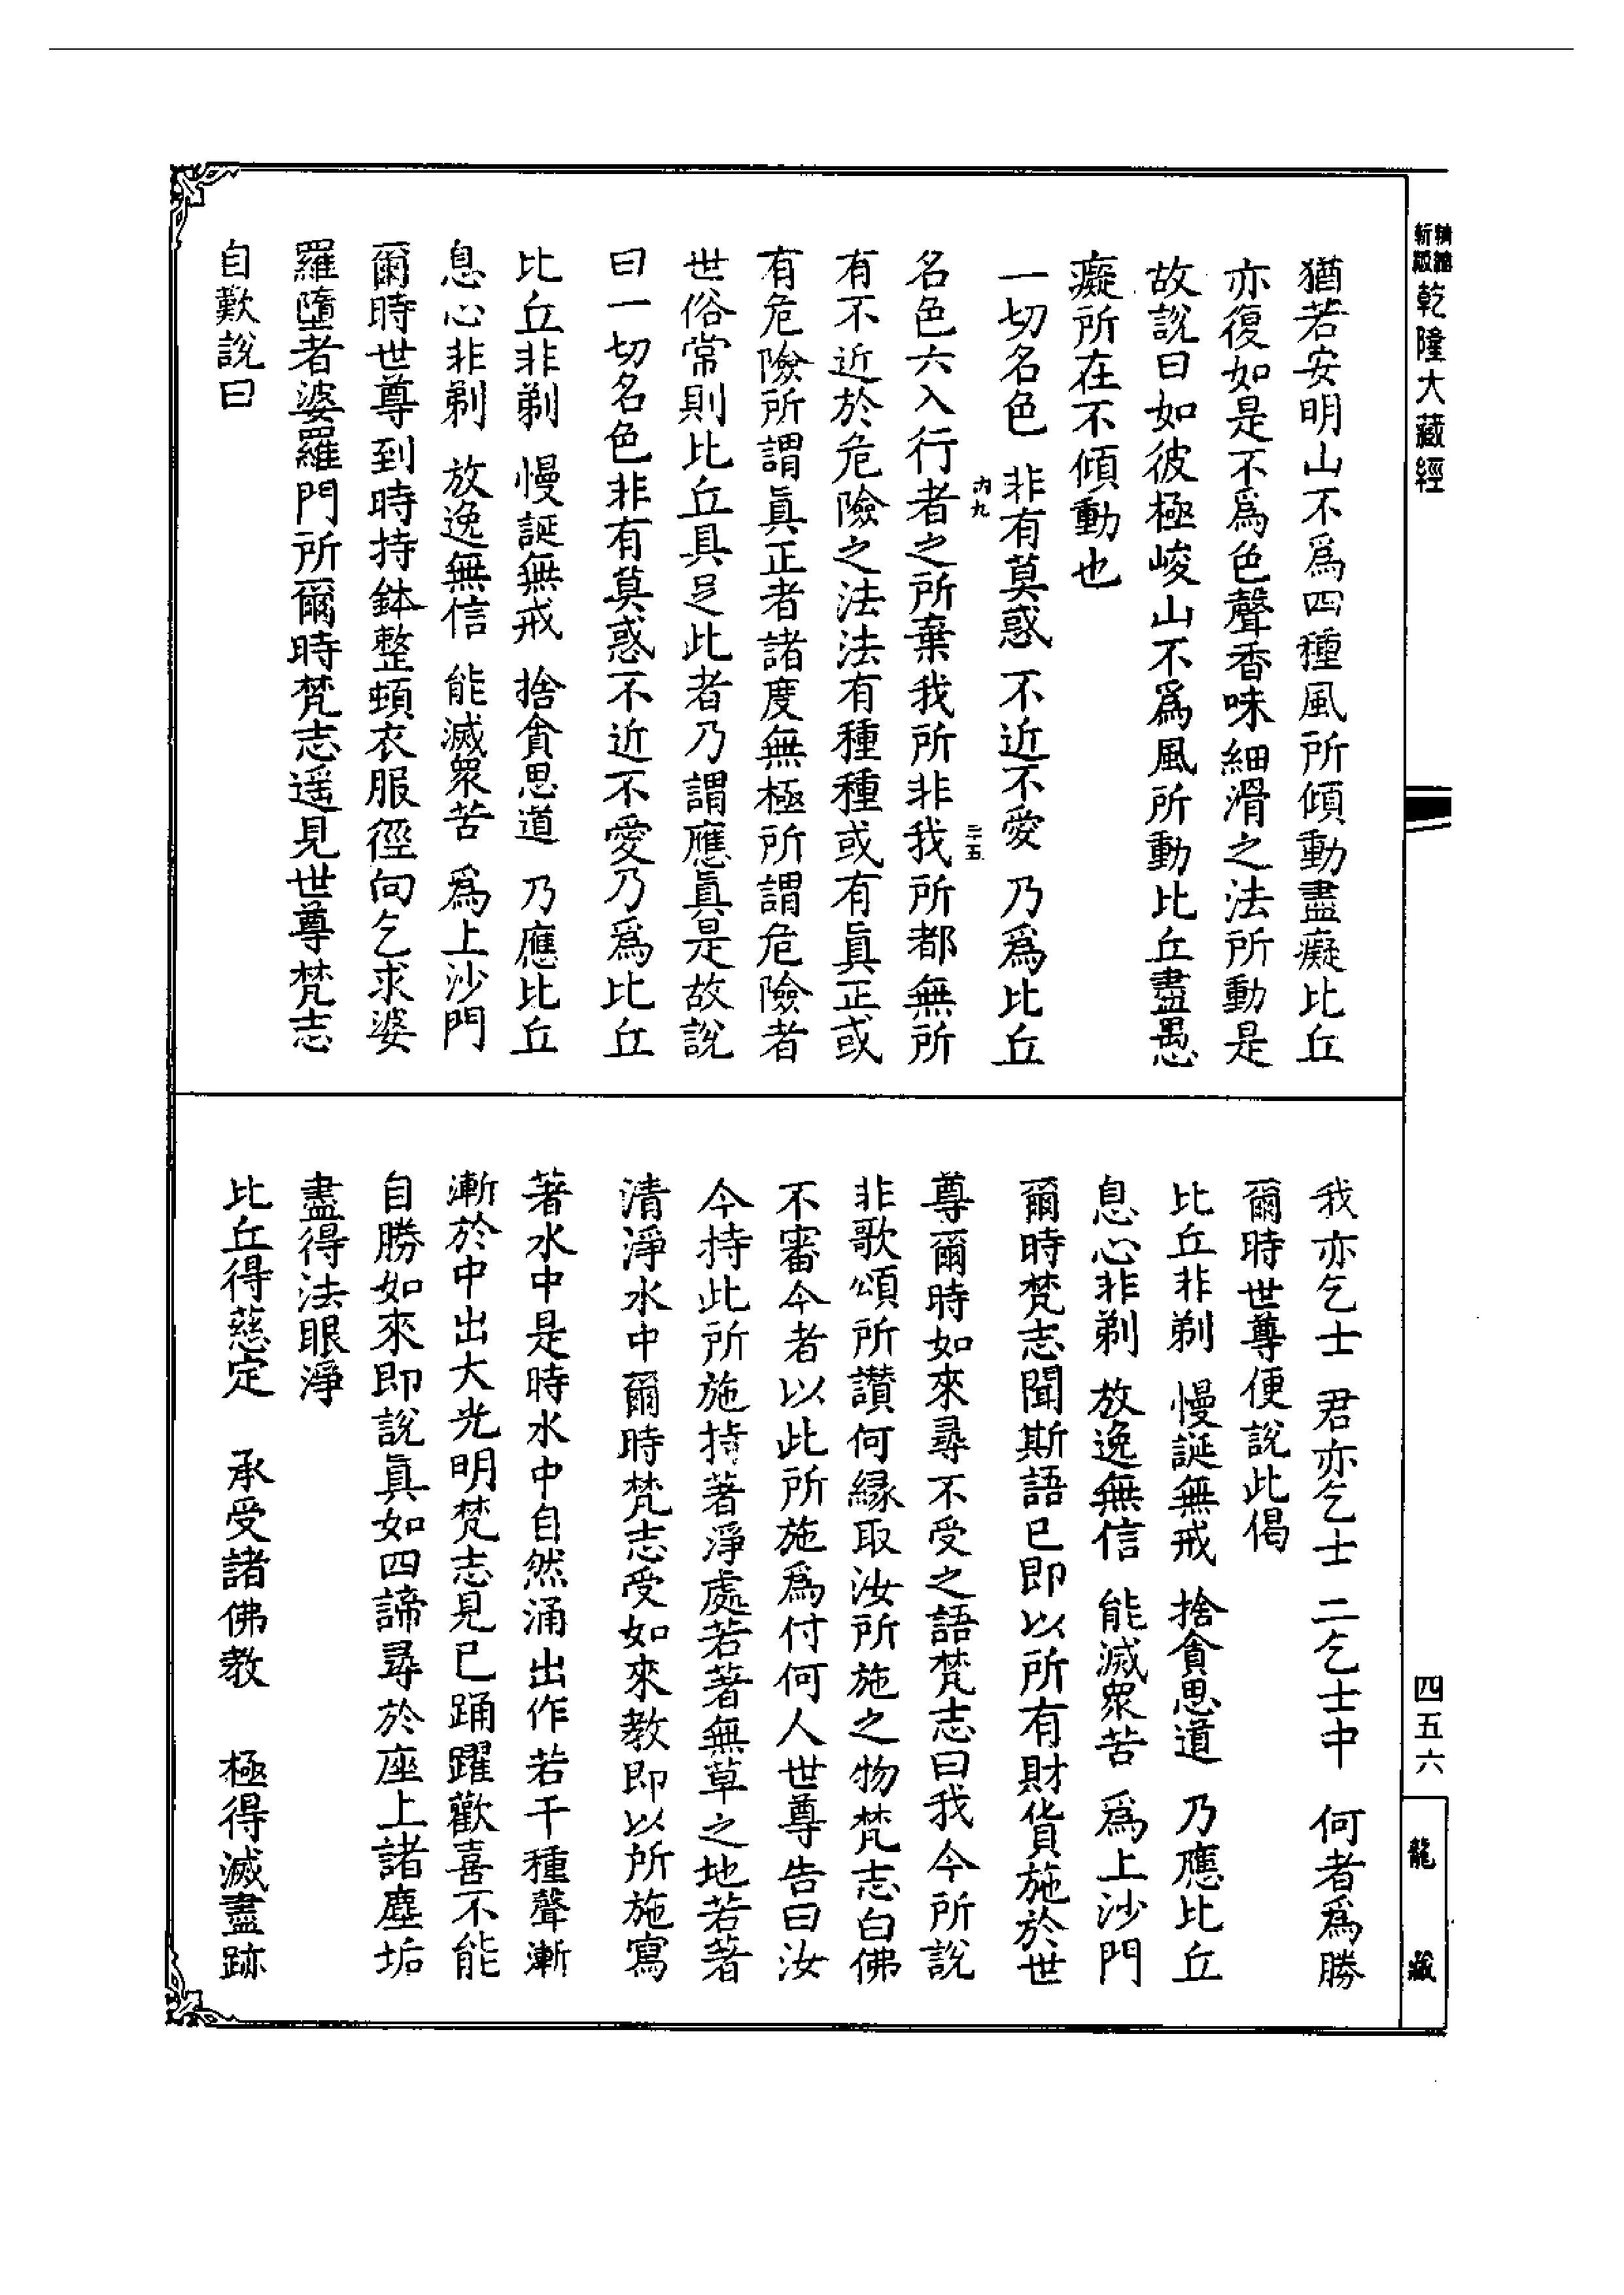 精縮
新版
乾隆大藏經
猶若安明山不爲四種風所傾動盡癡比丘
亦復如是不爲色聲香味細滑之法所動是
故說曰如彼極峻山不爲風所動比丘盡愚
癡所在不傾動也
一切名色 非有莫惑 不近不愛 乃爲比丘
名色六入行者之所棄我所非我所都無所
有不近於危險之法法有種種或有眞正或
有危險所謂眞正者諸度無極所謂危險者
世俗常則比丘具足此者乃謂應眞是故說
曰一切名色非有莫惑不近不愛乃爲比丘
比丘非剃 慢誕無戒 捨貪思道 乃應比丘
息心非剃 放逸無信 能滅衆苦 爲上沙門
爾時世尊到時持鉢整頓衣服徑向乞求婆
羅墮者婆羅門所爾時梵志遥見世尊梵志
自歎說曰
我亦乞士 君亦乞士 二乞士中 何者爲勝
爾時世尊便說此偈
比丘非剃 慢誕無戒 捨貪思道 乃應比丘
息心非剃 放逸無信 能滅衆苦 爲上沙門
爾時梵志聞斯語已即以所有財貨施於世
尊爾時如來尋不受之語梵志曰我今所說
非歌頌所讚何縁取汝所施之物梵志白佛
不審今者以此所施爲付何人世尊告曰汝
今持此所施持著淨處若著無草之地若著
清淨水中爾時梵志受如來教即以所施寫
著水中是時水中自然涌出作若干種聲漸
漸於中出大光明梵志見已踊躍歡喜不能
自勝如來即說眞如四諦尋於座上諸塵垢
盡得法眼淨
比丘得慈定 承受諸佛教 極得滅盡跡
四五六
龍藏